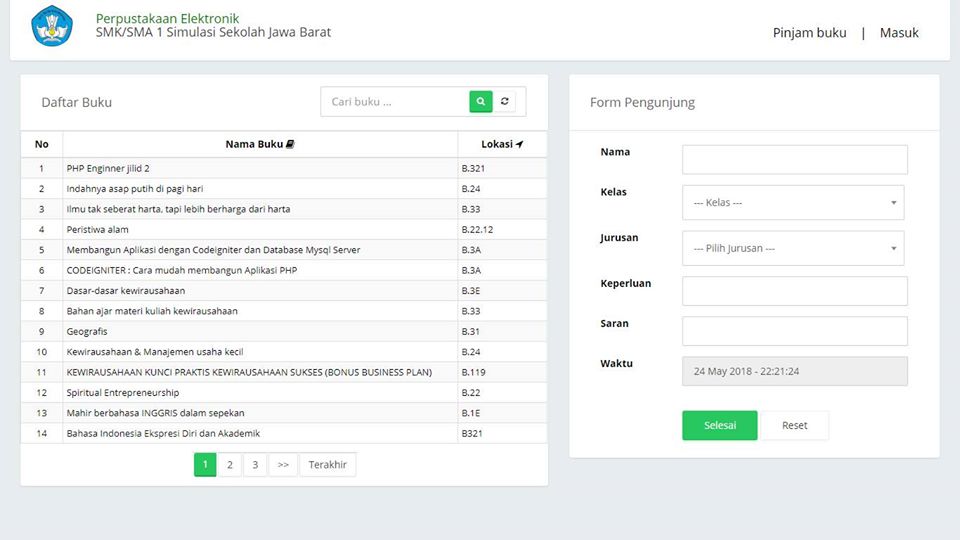 Perpustakaan Elektronik
SMK/SMA 1 Simulasi Sekolah Jawa Barat
Pinjam buku | Masuk
Daftar Buku
Cari buku ...
No Nama Buku Lokasi
1 PHP Enginner jilid 2 B.321
2 Indahnya asap putih di pagi hari B.24
3 Ilmu tak seberat harta, tapi lebih berharga dari harta B.33
4 Peristiwa alam B.22.12
5 Membangun Aplikasi dengan Codeigniter dan Database Mysql Server B.3A
6 CODEIGNITER : Cara mudah membangun Aplikasi PHP B.3A
7 Dasar-dasar kewirausahaan B.3E
8 Bahan ajar materi kuliah kewirausahaan B.33
9 Geografis B.31
10 Kewirausahaan & Manajemen usaha kecil B.24
11 KEWIRAUSAHAAN KUNCI PRAKTIS KEWIRAUSAHAAN SUKSES (BONUS BUSINESS PLAN) B.119
12 Spiritual Entrepreneurship B.22
13 Mahir berbahasa INGGRIS dalam sepekan B.1E
14 Bahasa Indonesia Ekspresi Diri dan Akademik B321
1 2 3 >> Terakhir
Form Pengunjung
Nama
Kelas --- Kelas ---
Jurusan --- Pilih Jurusan ---
Keperluan
Saran
Waktu 24 May 2018 - 22:21:24
Selesai Reset